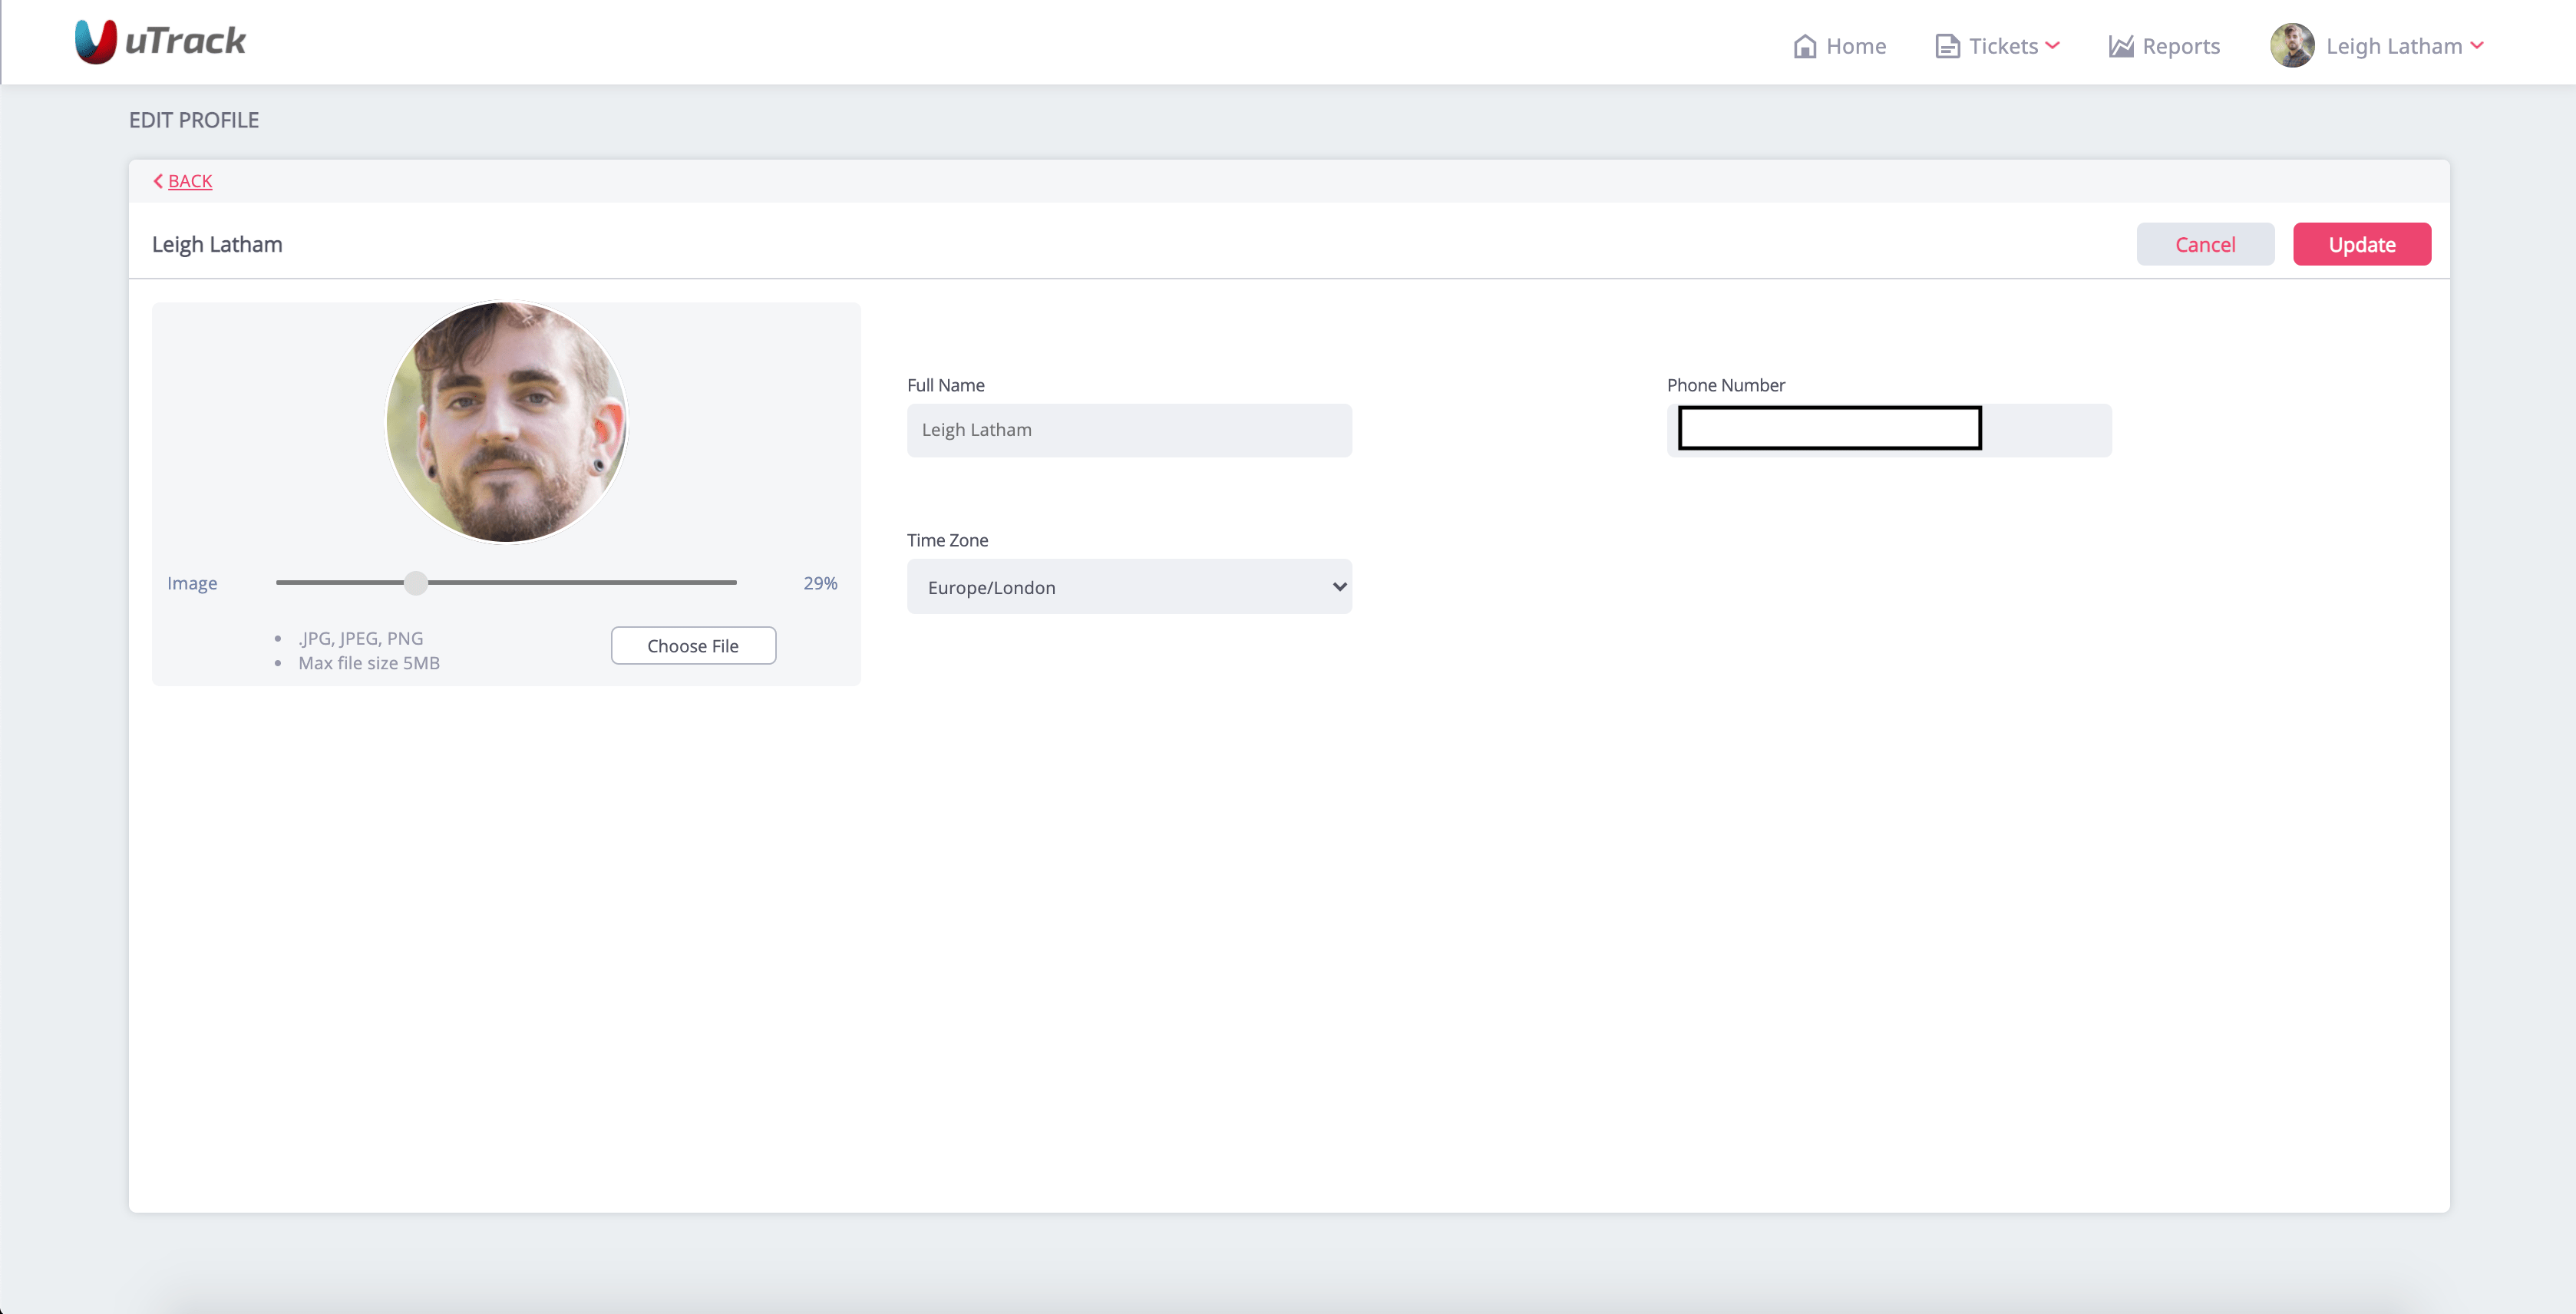 uTrack
Home Tickets Reports Leigh Latham
EDIT PROFILE
BACK
Leigh Latham
Cancel Update
Full Name
Leigh Latham
Phone Number
Time Zone
Europe/London
Image 29%
.JPG, JPEG, PNG
Max file size 5MB
Choose File